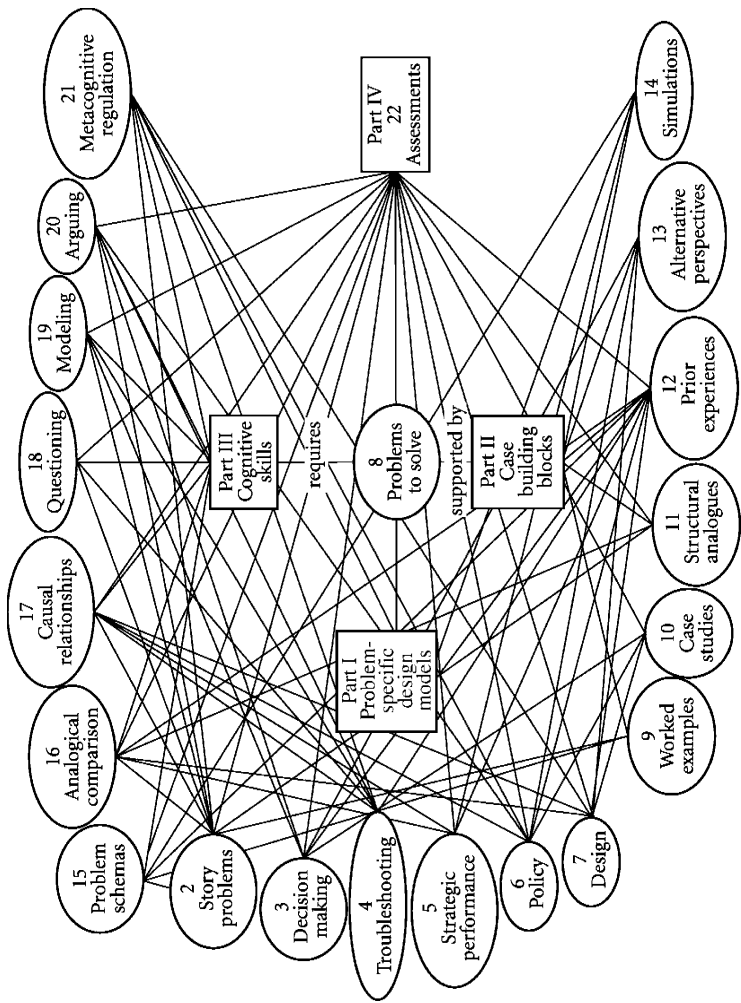 21
Metacognitive
regulation
20
Arguing
19
Modeling
18
Questioning
17
Causal
relationships
16
Analogical
comparison
15
Problem
schemas
Part III
Cognitive
skills
requires
Part IV
22
Assessments
8
Problems
to solve
Part I
Problem-
specific
design
models
supported by
Part II
Case
building
blocks
2
Story
problems
3
Decision
making
4
Troubleshooting
5
Strategic
performance
6
Policy
7
Design
14
Simulations
13
Alternative
perspectives
12
Prior
experiences
11
Structural
analogues
10
Case
studies
9
Worked
examples